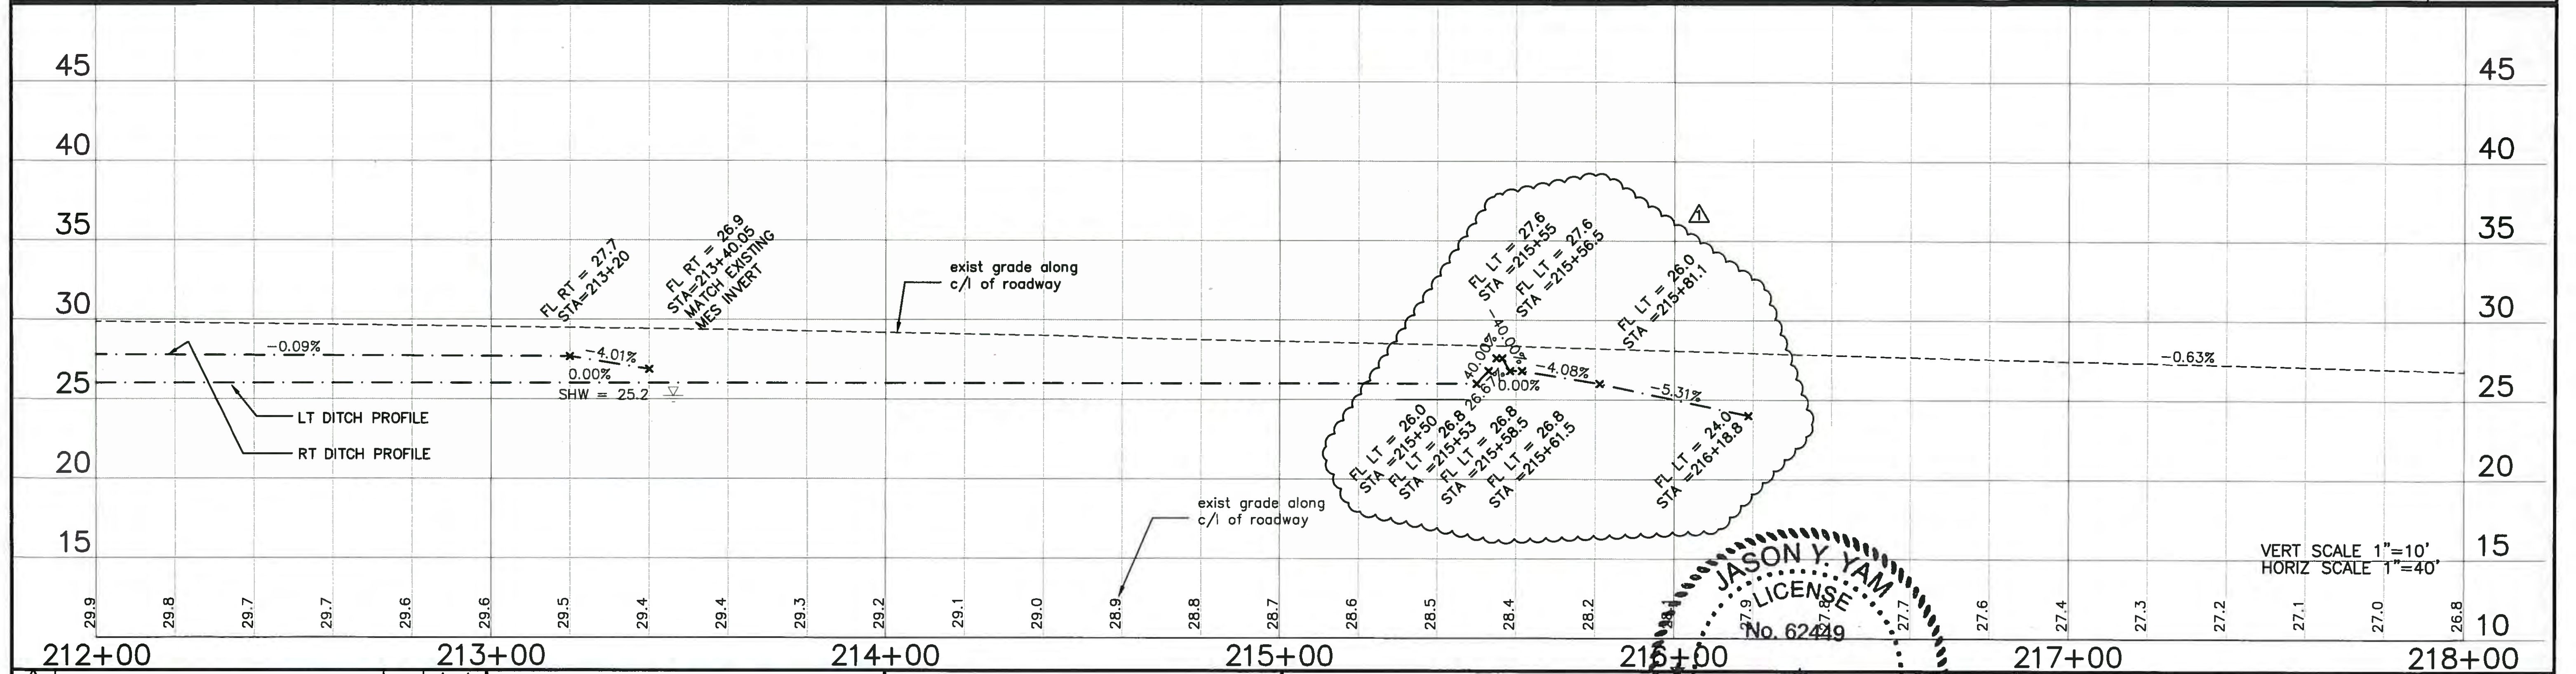 45
45
40
40
35
35
30
30
25
25
20
20
15
15
10
FL RT = 27.7
STA=213+20
FL RT = 26.9
STA=213+40.05
MATCH EXISTING
MES INVERT
exist grade along
c/l of roadway
1
FL LT = 27.6
STA =215+55
FL LT = 27.6
STA =215+56.5
FL LT = 26.0
STA =215+81.1
-0.09%
-4.01%
0.00%
SHW = 25.2
40.00%
-40.00%
26.67%
0.00%
-4.08%
-5.31%
-0.63%
LT DITCH PROFILE
RT DITCH PROFILE
FL LT = 26.0
STA =215+50
FL LT = 26.8
STA =215+53
FL LT = 26.8
STA =215+58.5
FL LT = 26.8
STA =215+61.5
FL LT = 24.0
STA =216+18.8
exist grade along
c/l of roadway
VERT SCALE 1"=10'
HORIZ SCALE 1"=40'
JASON Y. YAM
LICENSE
No. 62449
29.9 29.8 29.7 29.7 29.6 29.6 29.5 29.4 29.4 29.3 29.2 29.1 29.0 28.9 28.8 28.7 28.6 28.5 28.4 28.2 28.1 27.9 27.8 27.7 27.6 27.4 27.3 27.2 27.1 27.0 26.8
212+00 213+00 214+00 215+00 216+00 217+00 218+00